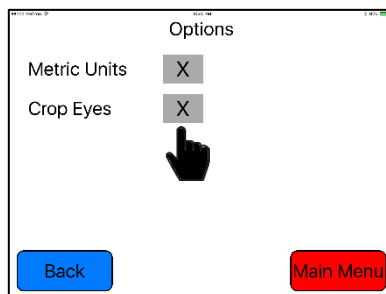 Options
Metric Units X
Crop Eyes X
Back
Main Menu